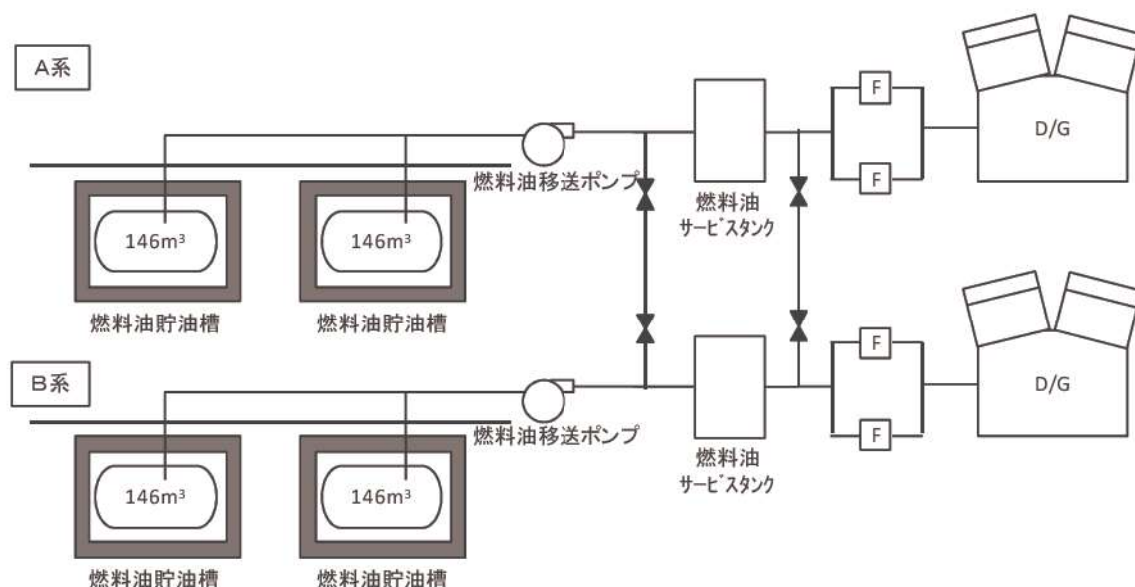 A系
F
D/G
F
燃料油移送ポンプ
燃料油
サービスタンク
146m³
146m³
燃料油貯油槽
燃料油貯油槽
B系
F
D/G
F
燃料油移送ポンプ
燃料油
サービスタンク
146m³
146m³
燃料油貯油槽
燃料油貯油槽